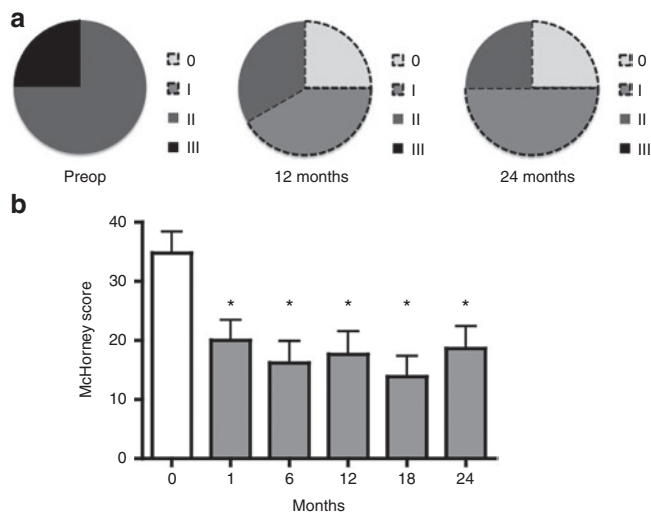 a
0
I
II
III
Preop
0
I
II
III
12 months
0
I
II
III
24 months
b
McHorney score
40
30
20
10
0
* * * * *
0 1 6 12 18 24
Months